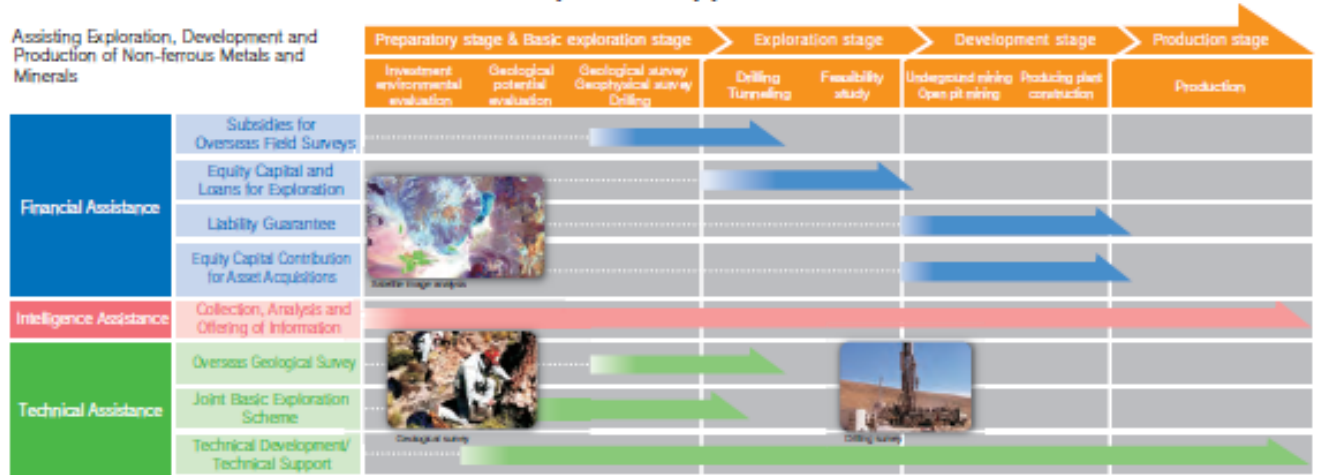 Assisting Exploration, Development and
Production of Non-ferrous Metals and
Minerals
Preparatory stage & Basic exploration stage
Exploration stage
Development stage
Production stage
Investment
environmental
evaluation
Geological
potential
evaluation
Geological survey
Geophysical survey
Drilling
Drilling
Tunneling
Feasibility
study
Underground mining
Open pit mining
Producing plant
construction
Production
Financial Assistance
Subsidies for
Overseas Field Surveys
Equity Capital and
Loans for Exploration
Liability Guarantee
Equity Capital Contribution
for Asset Acquisitions
Satellite image analysis
Intelligence Assistance
Collection, Analysis and
Offering of Information
Technical Assistance
Overseas Geological Survey
Joint Basic Exploration
Scheme
Technical Development/
Technical Support
Geological survey
Drilling survey